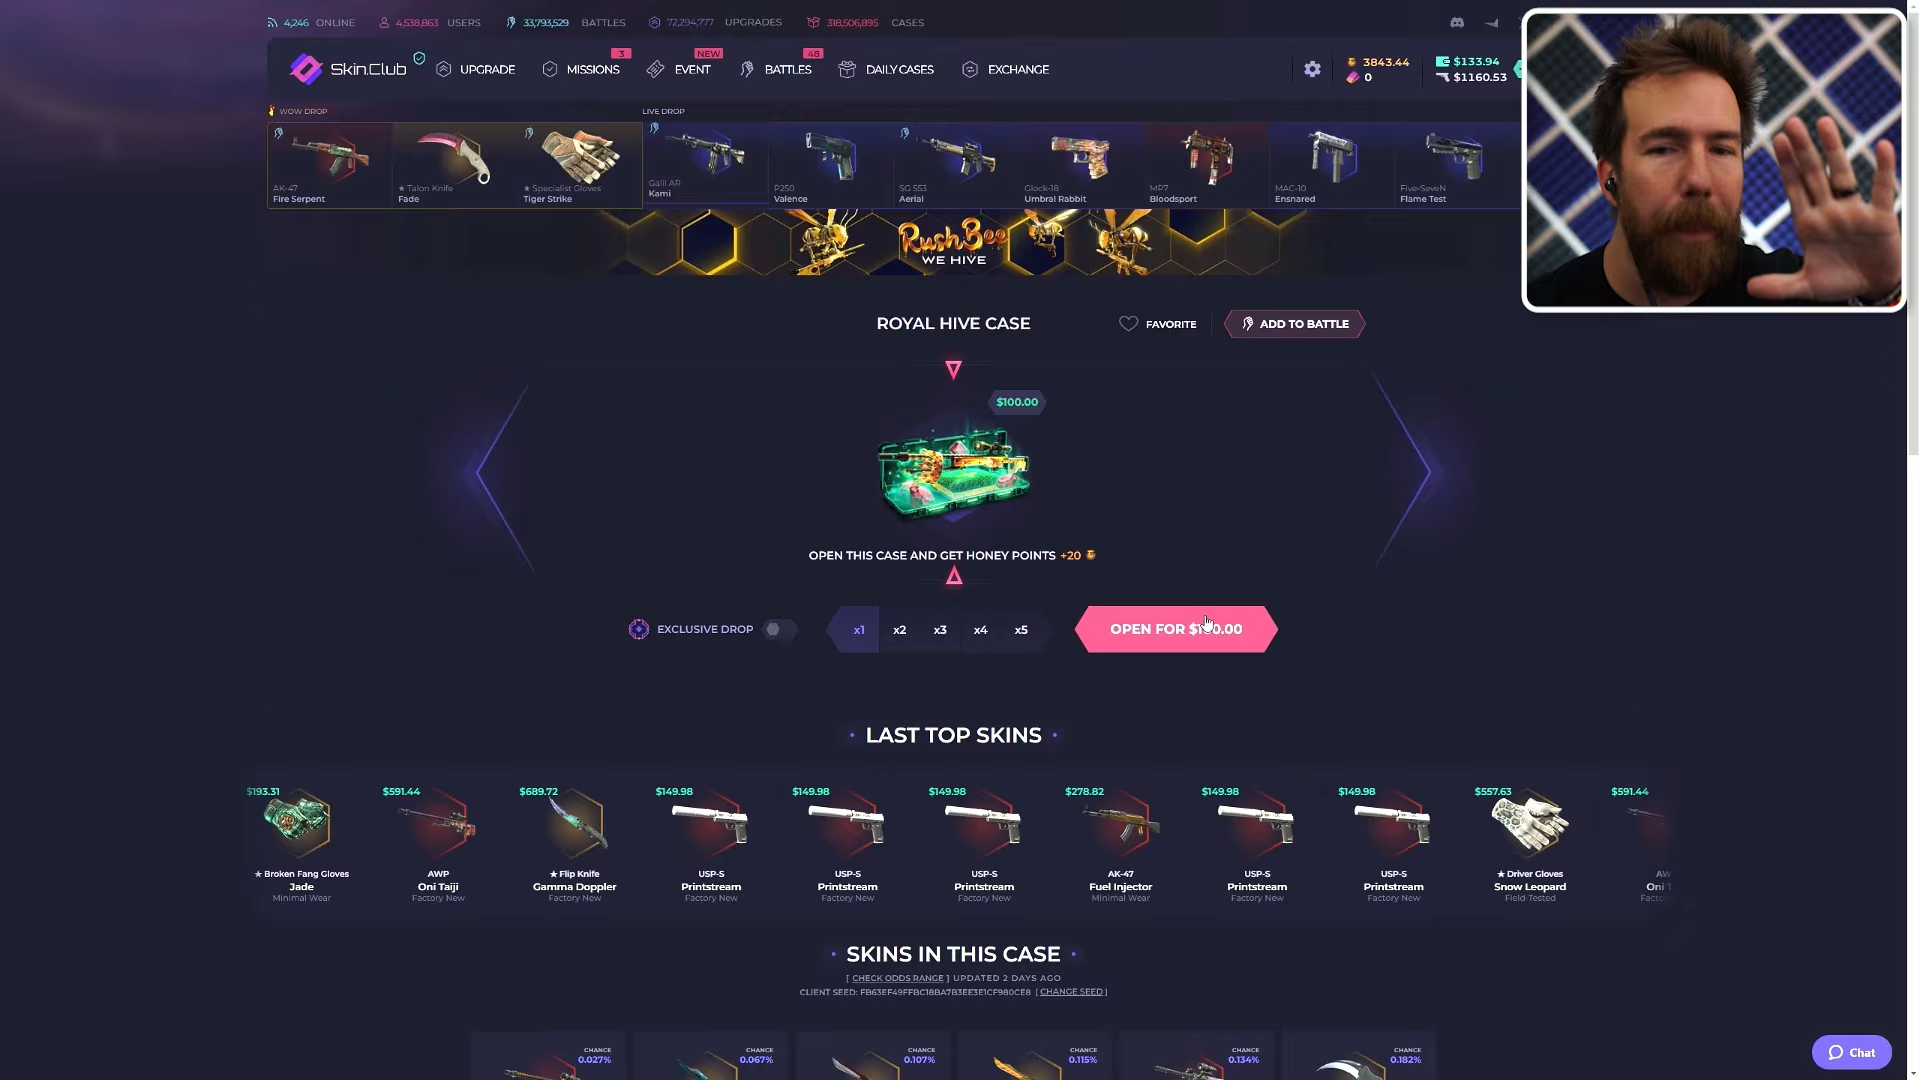 4,246 ONLINE 4,538,863 USERS 33,793,529 BATTLES 72,294,777 UPGRADES 318,506,895 CASES
Skin.Club UPGRADE 3 MISSIONS NEW EVENT 48 BATTLES DAILY CASES EXCHANGE
3843.44 $133.94
0 $1160.53
WOW DROP LIVE DROP
AK-47
Fire Serpent
★ Talon Knife
Fade
★ Specialist Gloves
Tiger Strike
Galil AR
Kami
P250
Valence
SG 553
Aerial
Glock-18
Umbral Rabbit
MP7
Bloodsport
MAC-10
Ensnared
Five-SeveN
Flame Test
RushBee
WE HIVE
ROYAL HIVE CASE
FAVORITE
ADD TO BATTLE
$100.00
OPEN THIS CASE AND GET HONEY POINTS +20
EXCLUSIVE DROP
x1 x2 x3 x4 x5
OPEN FOR
LAST TOP SKINS
$193.31
★ Broken Fang Gloves
Jade
Minimal Wear
$591.44
AWP
Oni Taiji
Factory New
$689.72
★ Flip Knife
Gamma Doppler
Factory New
$149.98
USP-S
Printstream
Factory New
$149.98
USP-S
Printstream
Factory New
$149.98
USP-S
Printstream
Factory New
$278.82
AK-47
Fuel Injector
Minimal Wear
$149.98
USP-S
Printstream
Factory New
$149.98
USP-S
Printstream
Factory New
$557.63
★ Driver Gloves
Snow Leopard
Field-Tested
$591.44
SKINS IN THIS CASE
[ CHECK ODDS RANGE ] UPDATED 2 DAYS AGO
CLIENT SEED: FB63EF49FFBC18BA7B3EE3E1CF980CE8 [ CHANGE SEED ]
CHANCE
0.027%
CHANCE
0.067%
CHANCE
0.107%
CHANCE
0.115%
CHANCE
0.134%
CHANCE
0.182%
Chat